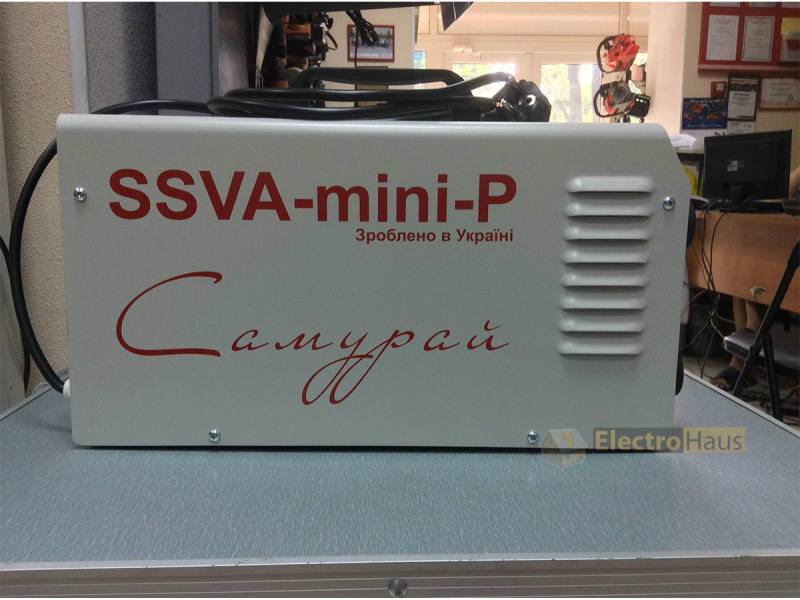 SSVA-mini-P
Зроблено в Україні
Самурай
ElectroHaus